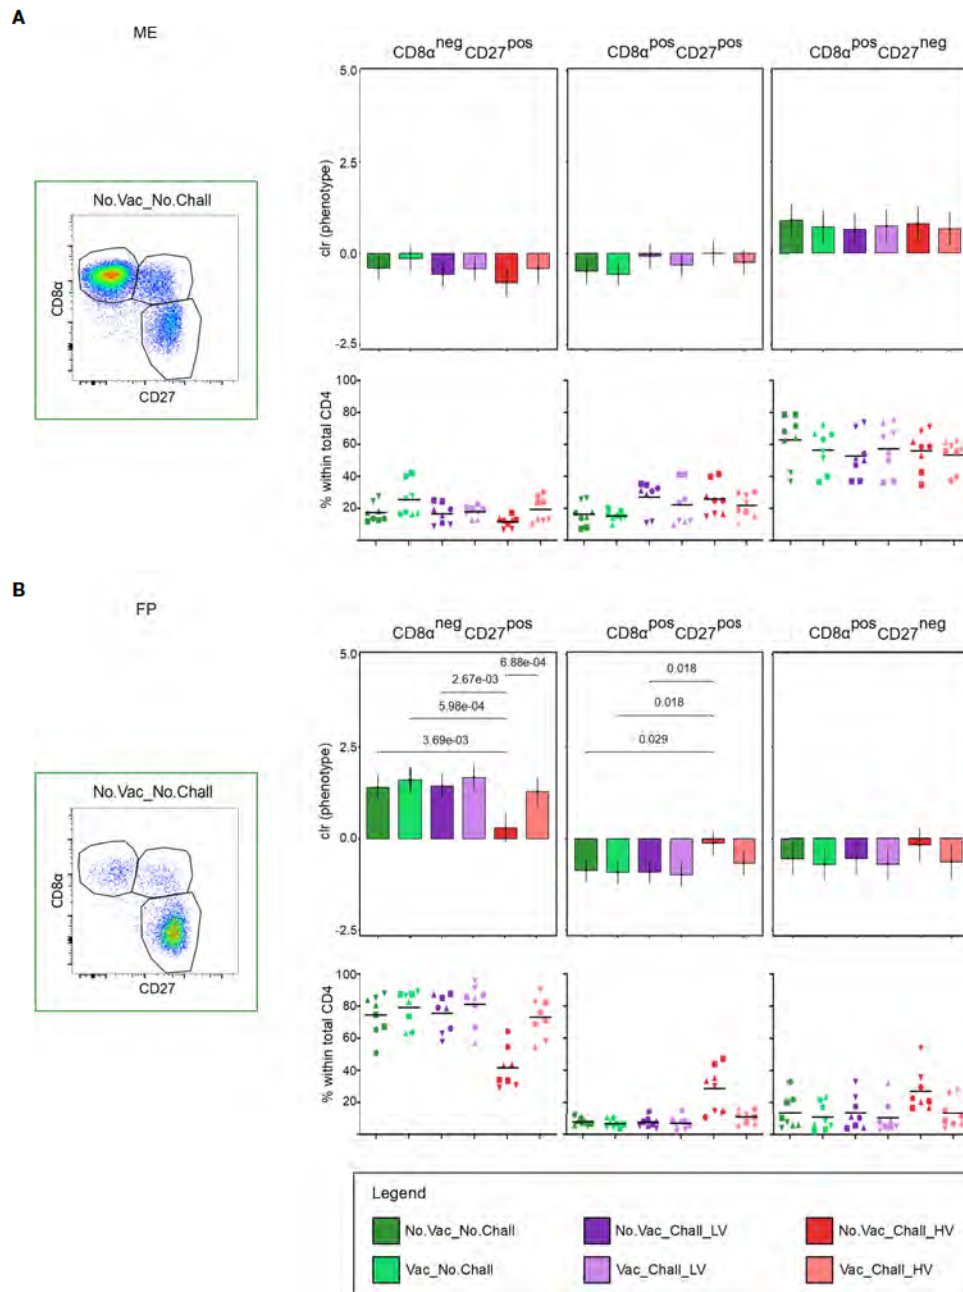 A
ME
CD8α^neg CD27^pos
CD8α^pos CD27^pos
CD8α^pos CD27^neg
5.0
2.5
0.0
-2.5
clr (phenotype)
No.Vac_No.Chall
CD8α
CD27
100
80
60
40
20
% within total CD4
B
FP
CD8α^neg CD27^pos
CD8α^pos CD27^pos
CD8α^pos CD27^neg
5.0
2.5
0.0
-2.5
clr (phenotype)
6.88e-04
2.67e-03
5.98e-04
3.69e-03
0.018
0.018
0.029
No.Vac_No.Chall
CD8α
CD27
100
80
60
40
20
% within total CD4
Legend
No.Vac_No.Chall
No.Vac_Chall_LV
No.Vac_Chall_HV
Vac_No.Chall
Vac_Chall_LV
Vac_Chall_HV